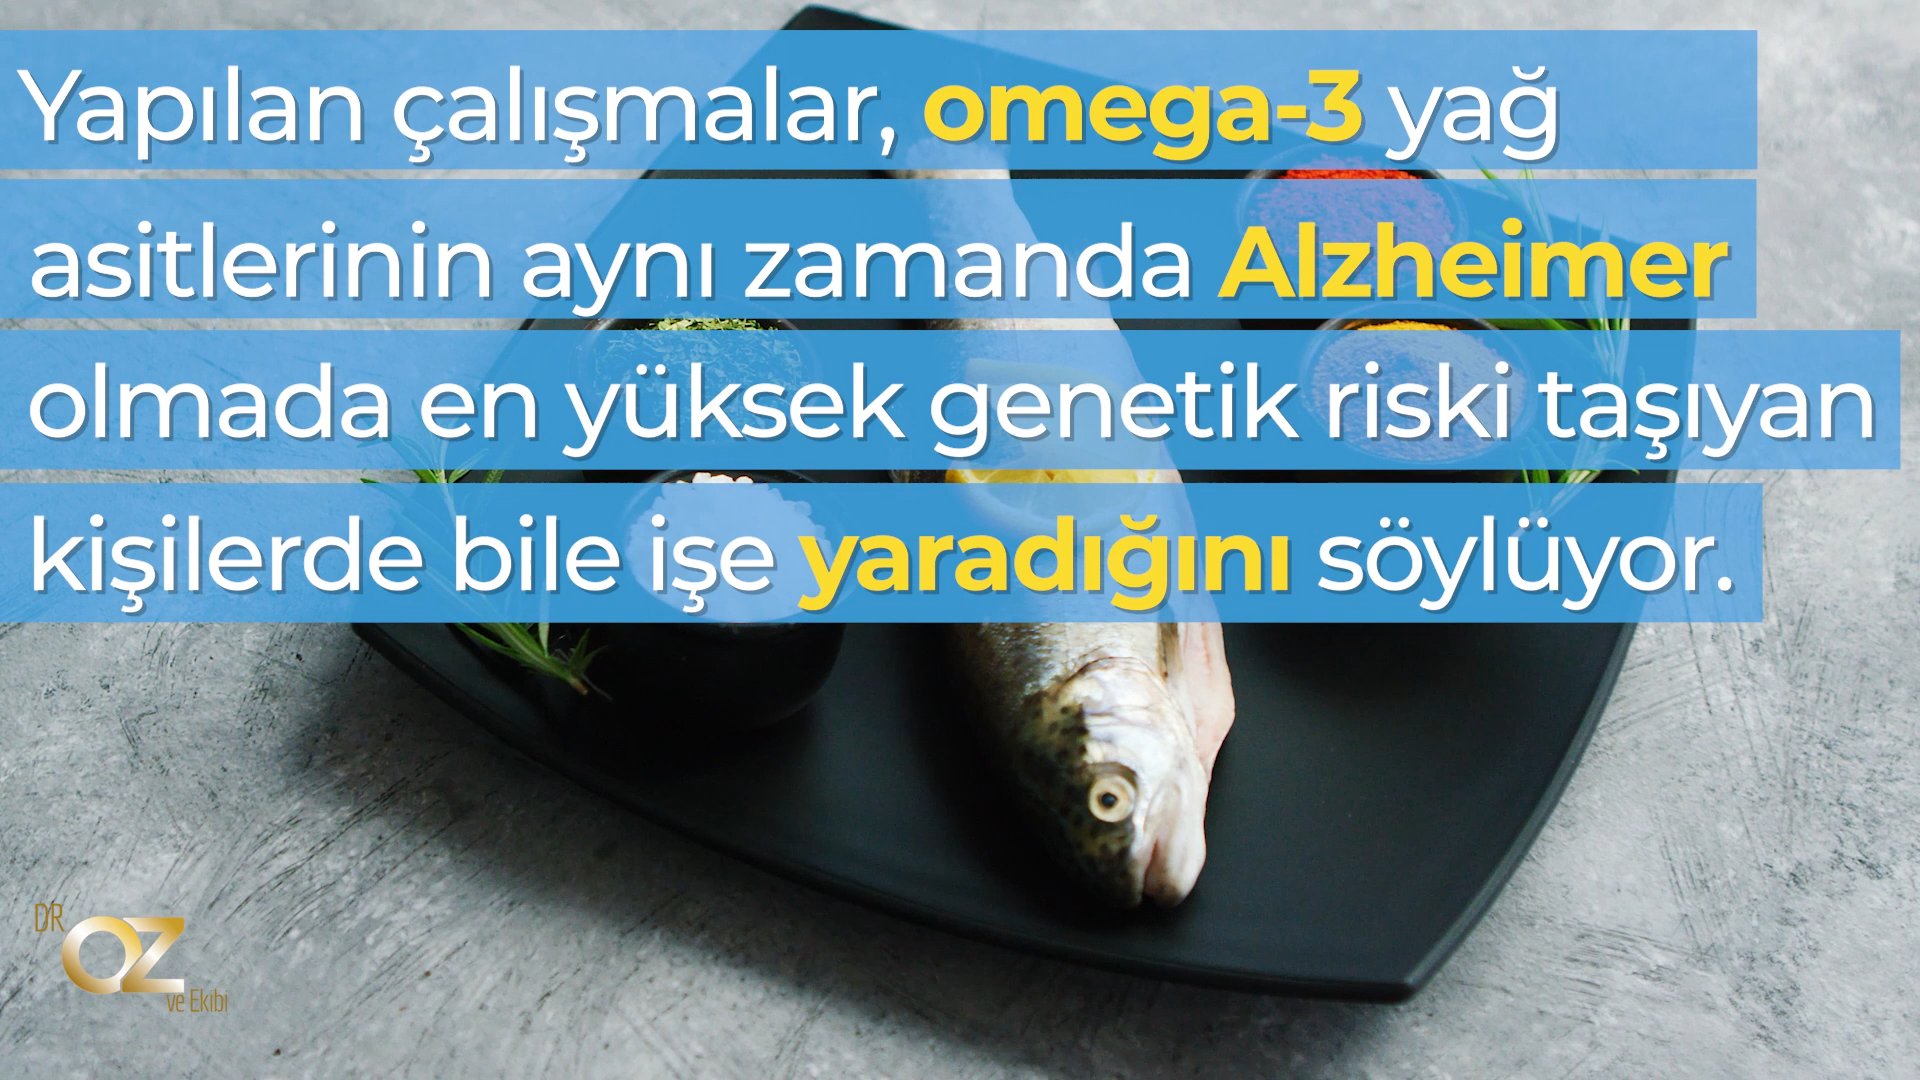 Yapılan çalışmalar, omega-3 yağ
asitlerinin aynı zamanda Alzheimer
olmada en yüksek genetik riski taşıyan
kişilerde bile işe yaradığını söylüyor.
DR
OZ
ve Ekibi